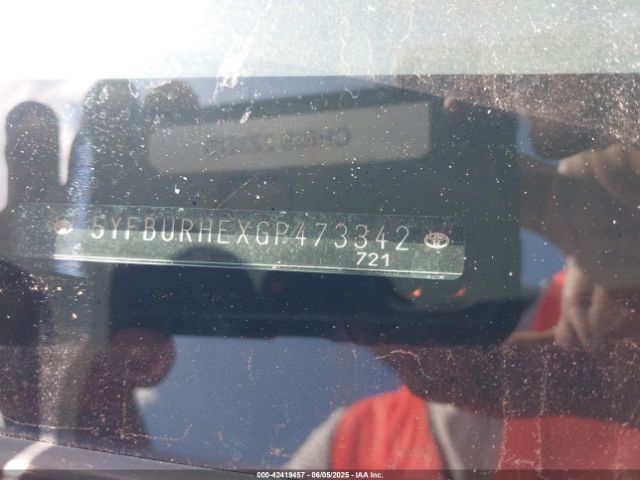 5YFBURHEXGP473342
721
000-42419457 - 06/05/2025 - IAA Inc.